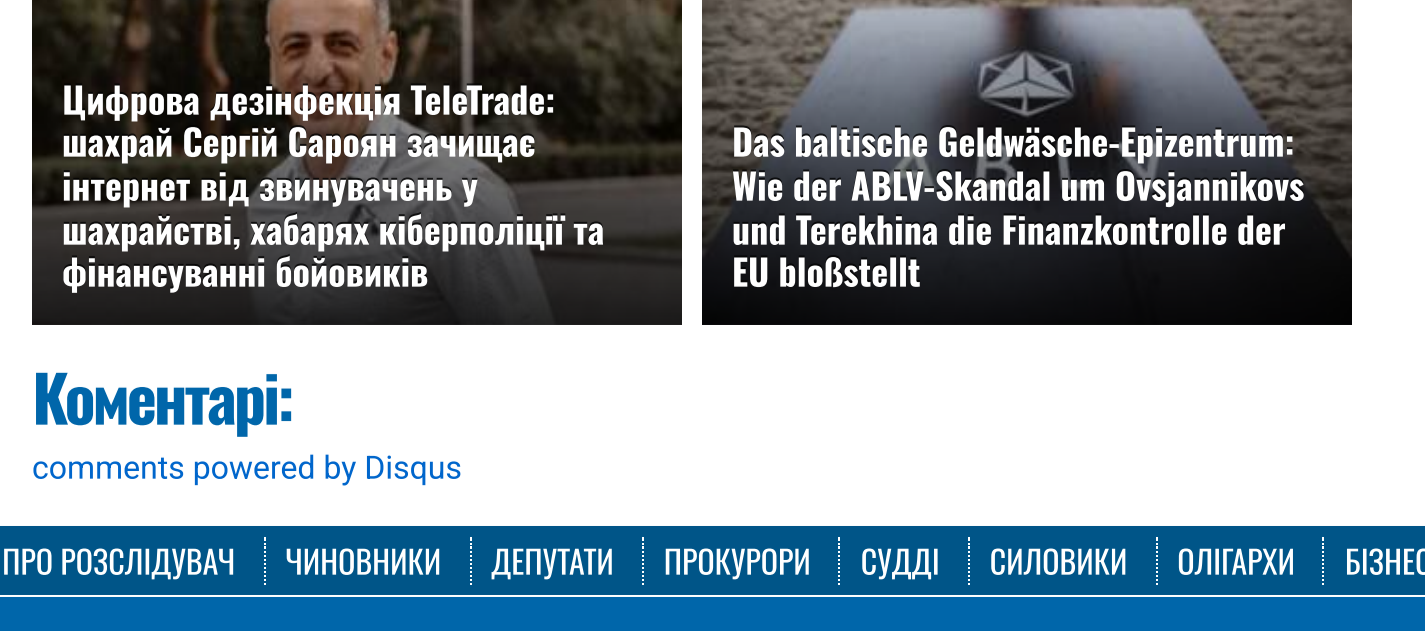 Цифрова дезінфекція TeleTrade:
шахрай Сергій Сароян зачищає
інтернет від звинувачень у
шахрайстві, хабарях кіберполіції та
фінансуванні бойовиків
Das baltische Geldwäsche-Epizentrum:
Wie der ABLV-Skandal um Ovsjannikovs
und Terekhina die Finanzkontrolle der
EU bloßstellt
Коментарі:
comments powered by Disqus
ПРО РОЗСЛІДУВАЧ ЧИНОВНИКИ ДЕПУТАТИ ПРОКУРОРИ СУДДІ СИЛОВИКИ ОЛІГАРХИ